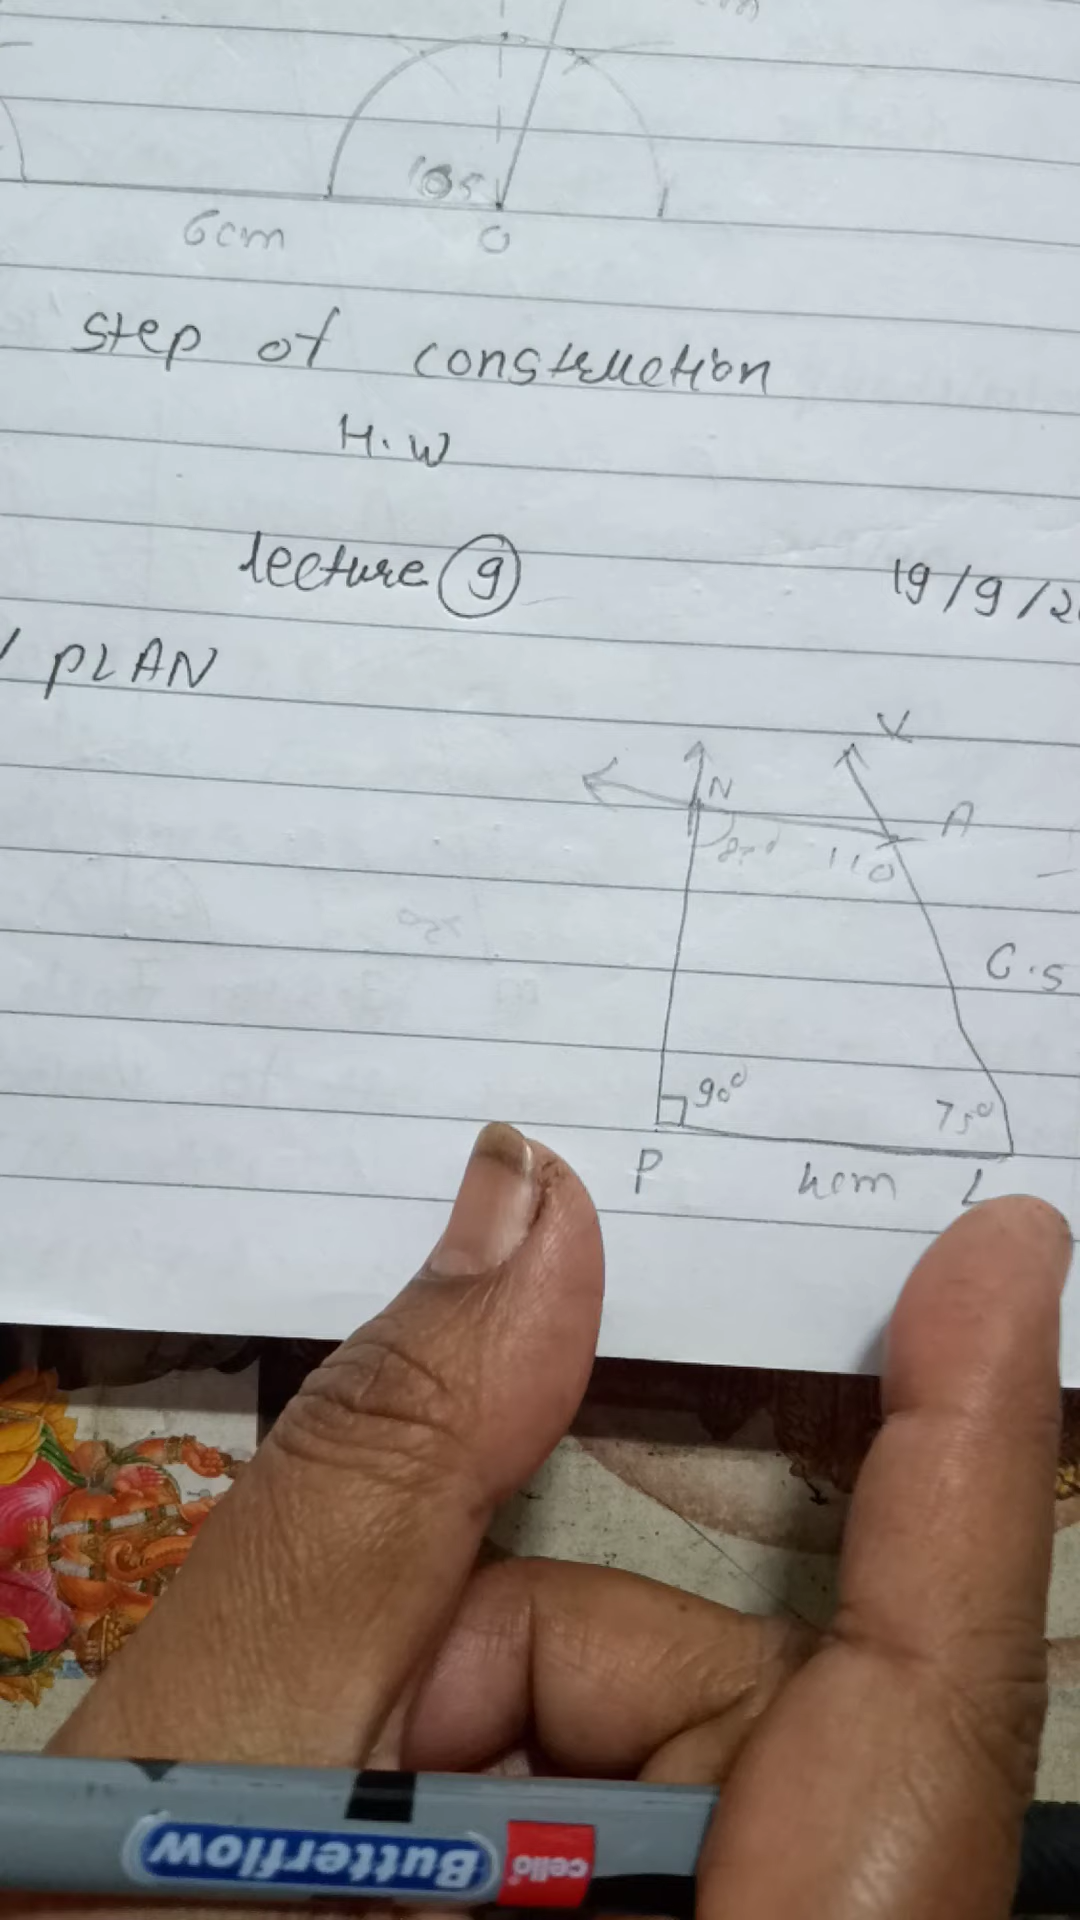 105
6cm
O
step of construction
H.W
lecture 9
19/9/2
PLAN
K
N
A
110
6.5
90°
75°
P
4cm
L
cello
Butterflow